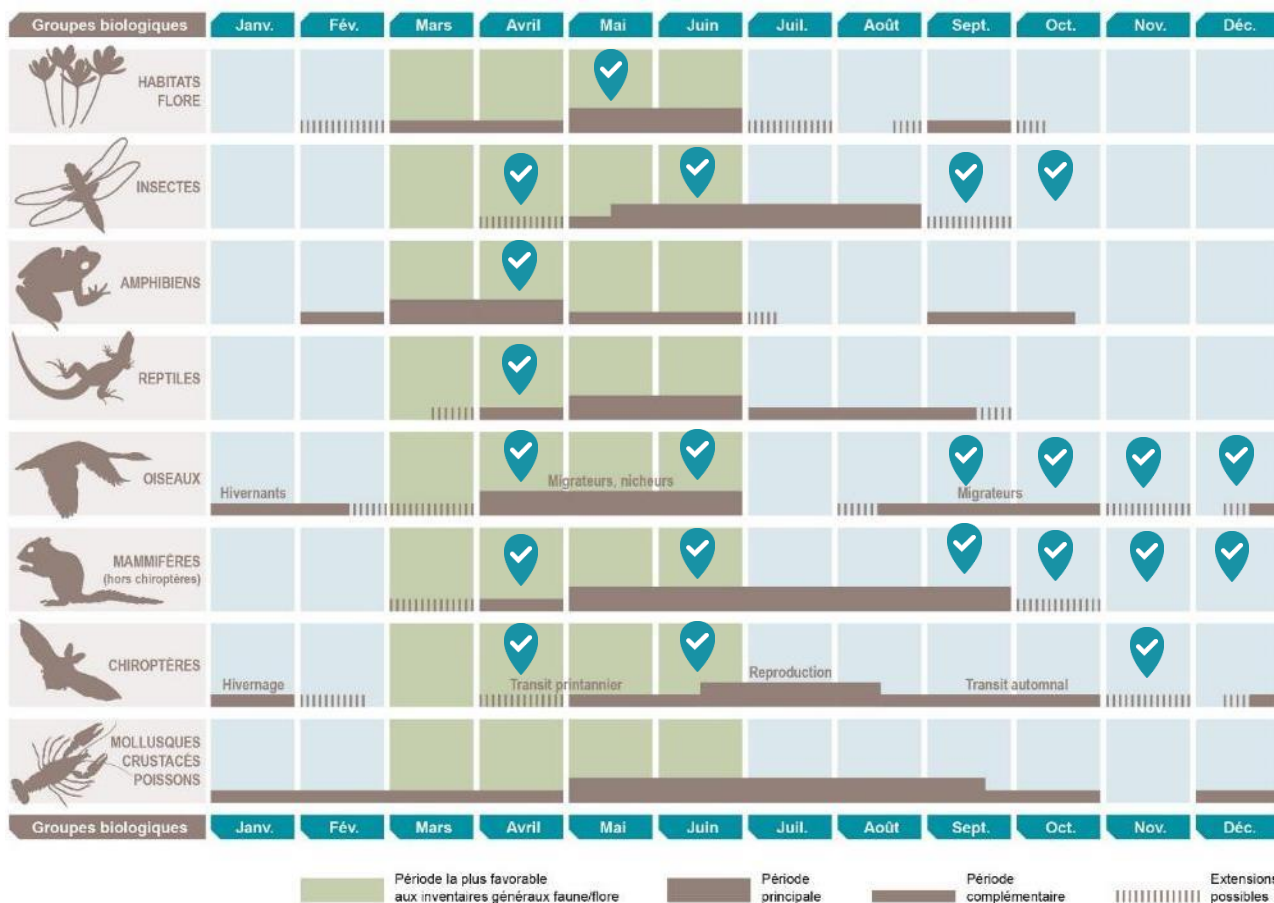 Groupes biologiques Janv. Fév. Mars Avril Mai Juin Juil. Août Sept. Oct. Nov. Déc.
HABITATS
FLORE
INSECTES
AMPHIBIENS
REPTILES
OISEAUX
Hivernants
Migrateurs, nicheurs
Migrateurs
MAMMIFÈRES
(hors chiroptères)
CHIROPTÈRES
Hivernage
Transit printannier
Reproduction
Transit automnal
MOLLUSQUES
CRUSTACÉS
POISSONS
Groupes biologiques Janv. Fév. Mars Avril Mai Juin Juil. Août Sept. Oct. Nov. Déc.
Période la plus favorable
aux inventaires généraux faune/flore
Période
principale
Période
complémentaire
Extensions
possibles